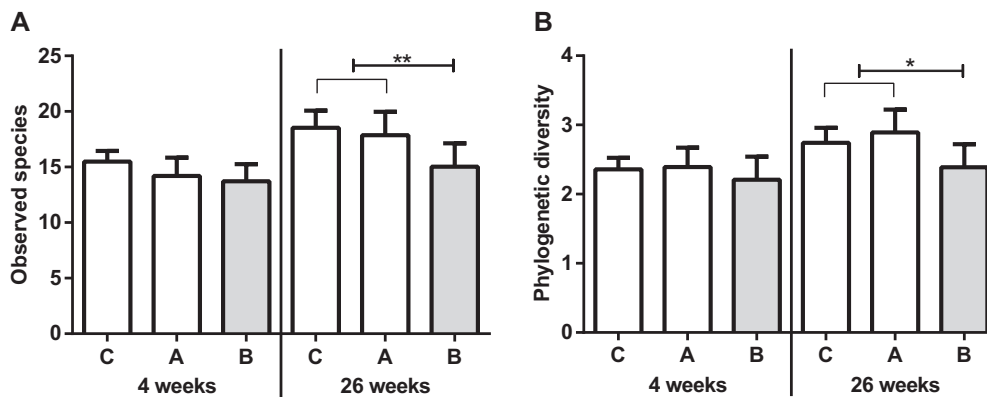 A
Observed species
25
20
15
10
5
0
**
C A B C A B
4 weeks 26 weeks
B
Phylogenetic diversity
4
3
2
1
0
*
C A B C A B
4 weeks 26 weeks